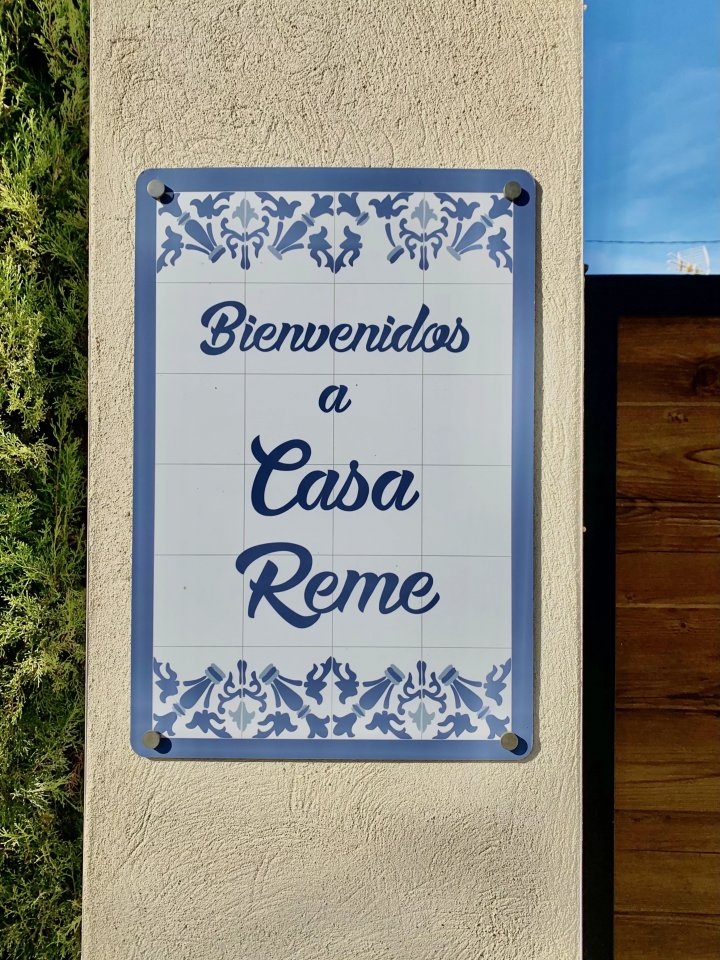 Bienvenidos
a
Casa
Reme